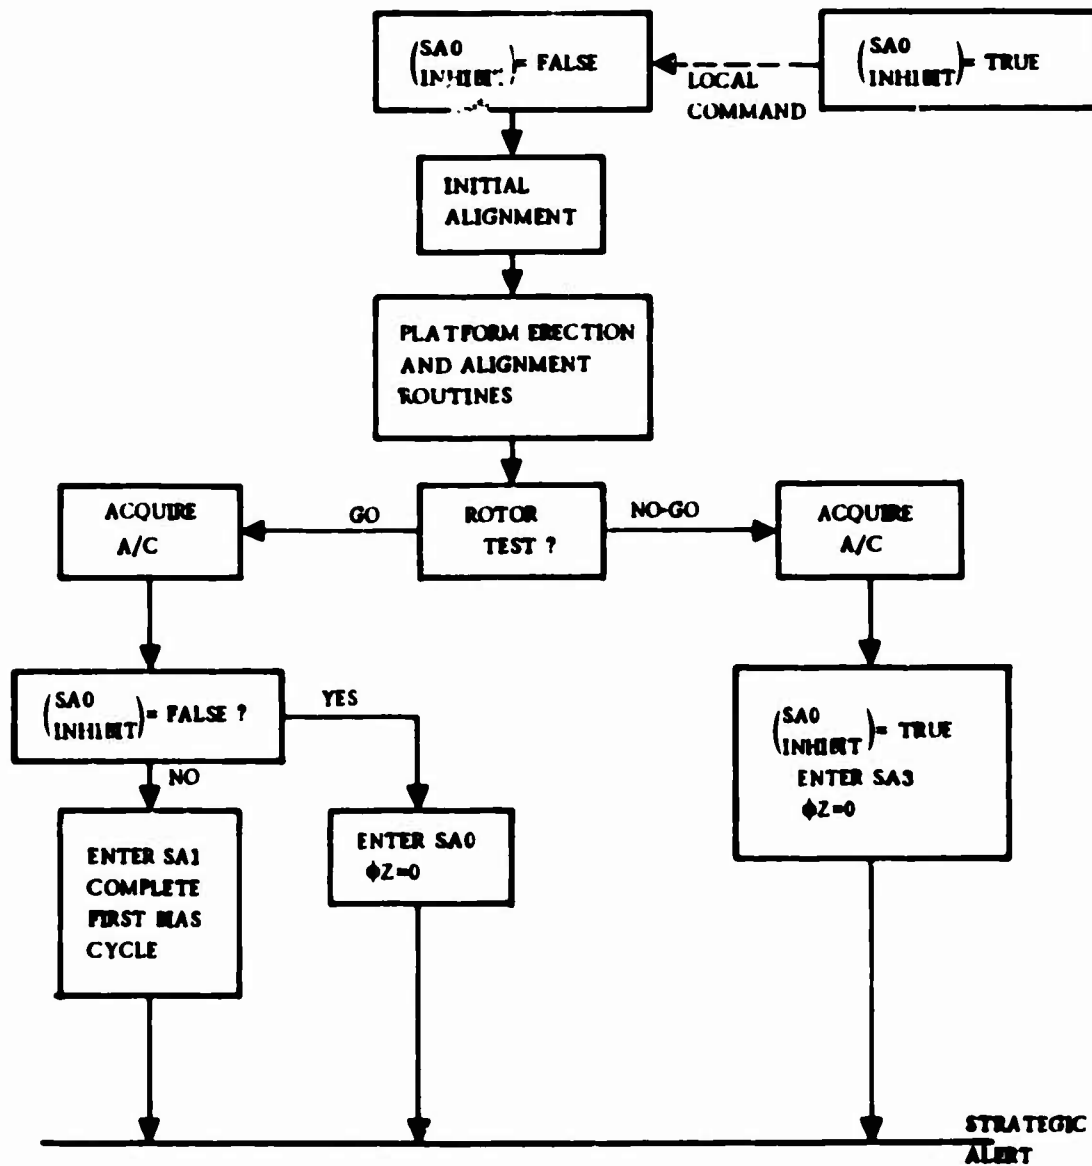 (SA0
INHIBIT) = FALSE
LOCAL
COMMAND
(SA0
INHIBIT) = TRUE
INITIAL
ALIGNMENT
PLATFORM ERECTION
AND ALIGNMENT
ROUTINES
ACQUIRE
A/C
GO
ROTOR
TEST ?
NO-GO
ACQUIRE
A/C
(SA0
INHIBIT) = FALSE ?
YES
NO
(SA0
INHIBIT) = TRUE
ENTER SA3
ϕZ=0
ENTER SA1
COMPLETE
FIRST BIAS
CYCLE
ENTER SA0
ϕZ=0
STRATEGIC
ALERT